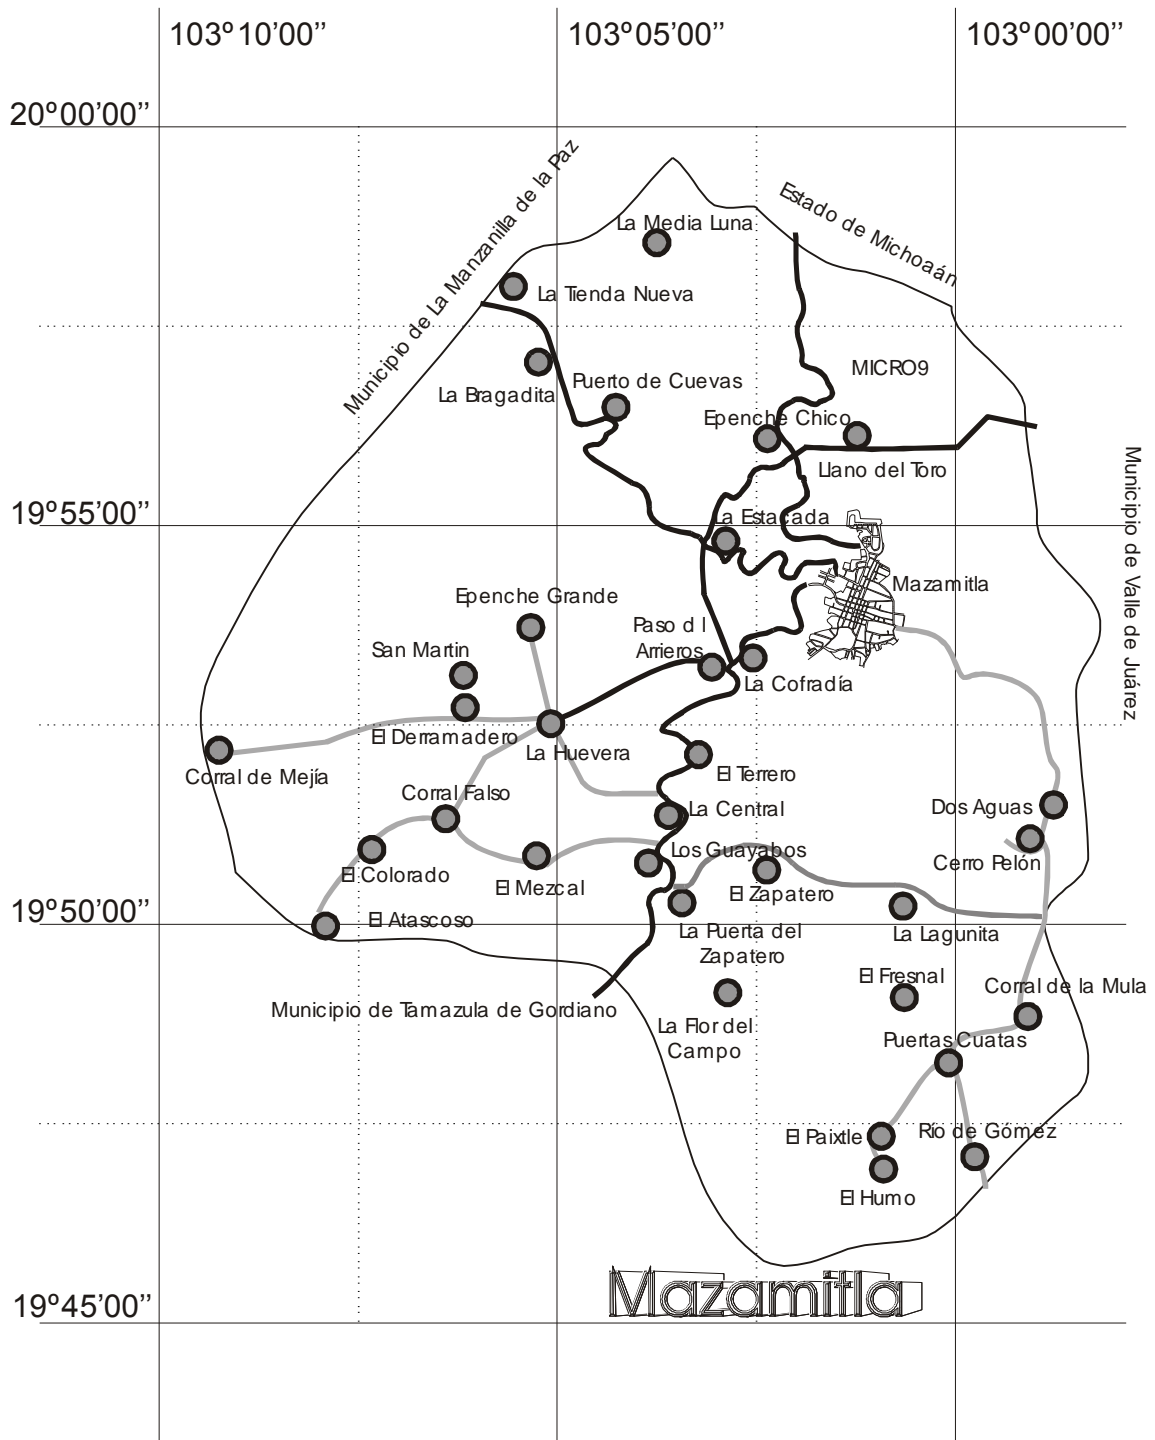 103º10’00’’
103º05’00’’
103º00’00’’
20º00’00’’
Municipio de La Manzanilla de la Paz
Estado de Michoaán
La Media Luna
La Tienda Nueva
MICRO9
La Bragadita
Puerto de Cuevas
Epenche Chico
Llano del Toro
Municipio de Valle de Juárez
19º55’00’’
La Estacada
Mazamitla
Epenche Grande
Paso d l
Arrieros
San Martin
La Cofradía
El Derramadero
La Huevera
Corral de Mejía
El Terrero
Corral Falso
La Central
Dos Aguas
Los Guayabos
Cerro Pelón
El Colorado
El Mezcal
El Zapatero
19º50’00’’
El Atascoso
La Puerta del
Zapatero
La Lagunita
El Fresnal
Corral de la Mula
Municipio de Tamazula de Gordiano
La Flor del
Campo
Puertas Cuatas
El Paixtle
Río de Gómez
El Humo
Mazamitla
19º45’00’’